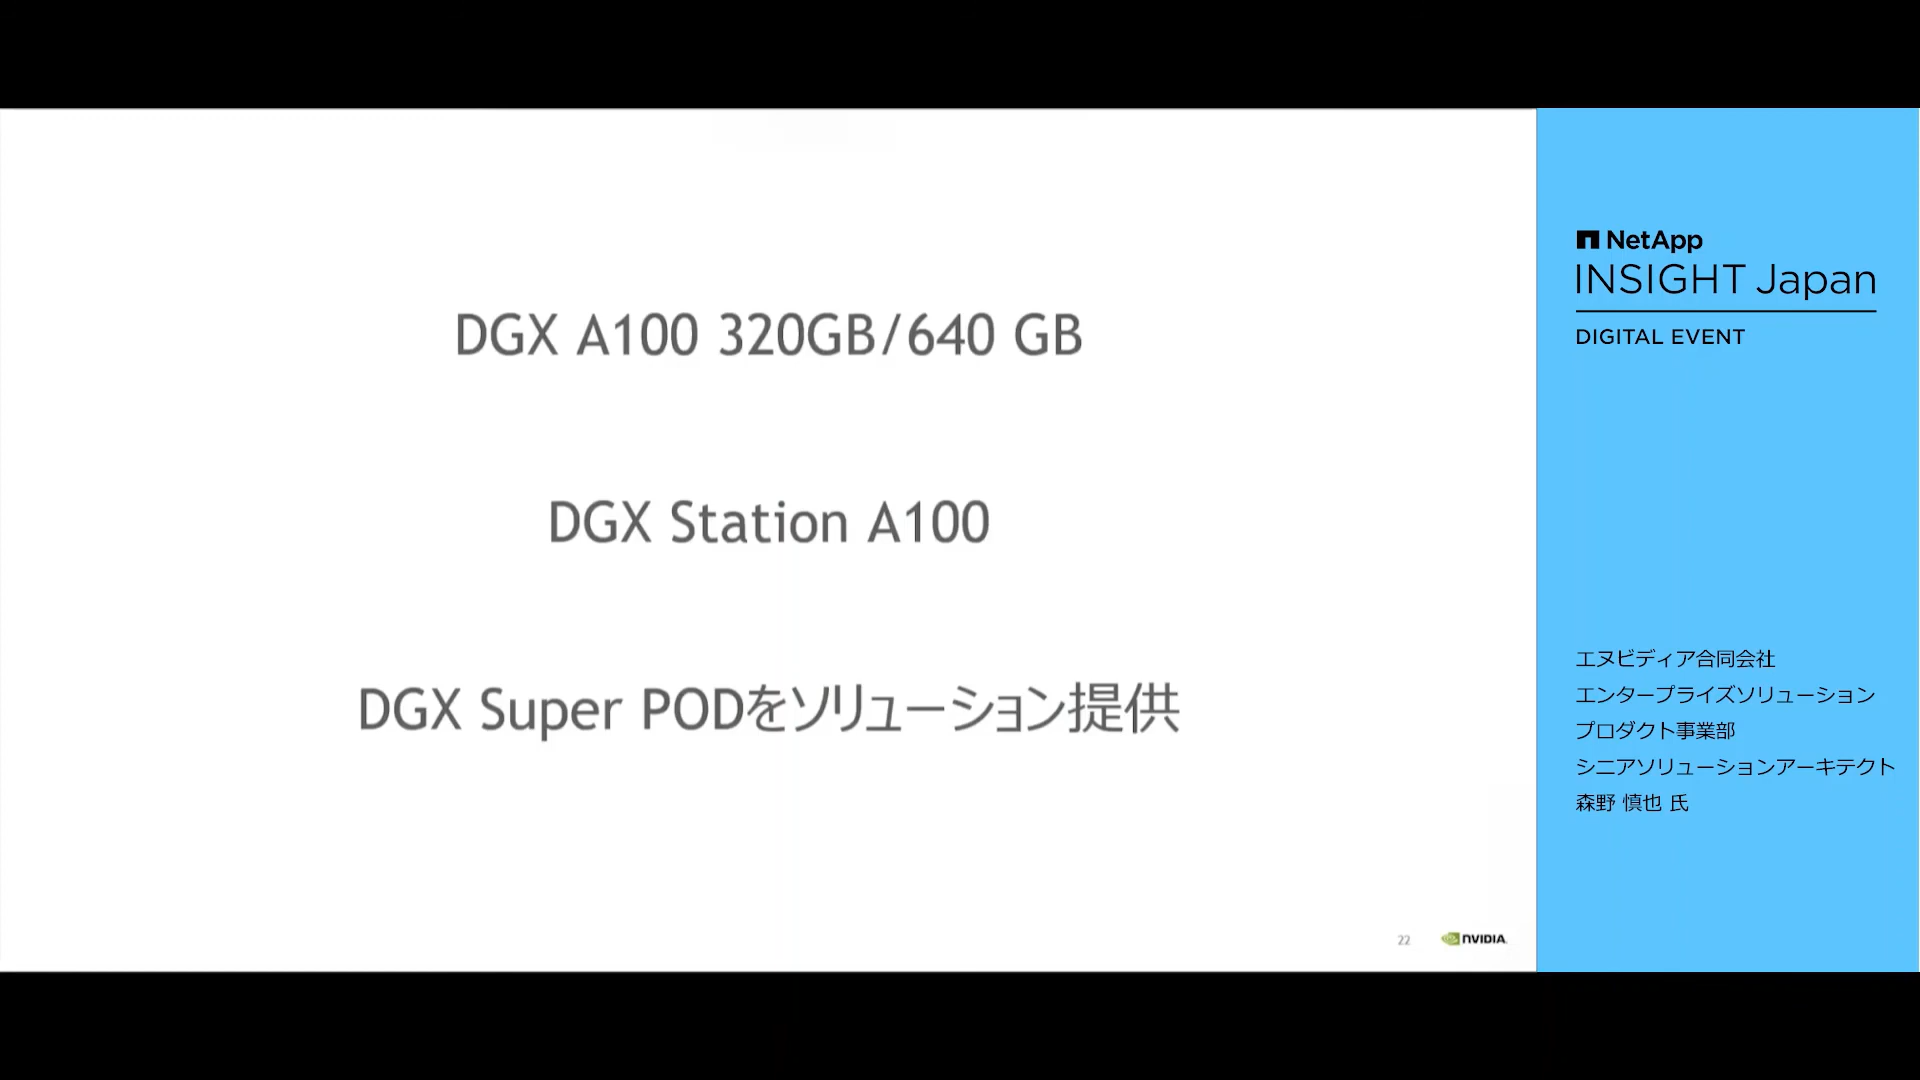 DGX A100 320GB/640 GB
DGX Station A100
DGX Super PODをソリューション提供
22
NVIDIA
NetApp
INSIGHT Japan
DIGITAL EVENT
エヌビディア合同会社
エンタープライズソリューション
プロダクト事業部
シニアソリューションアーキテクト
森野 慎也 氏